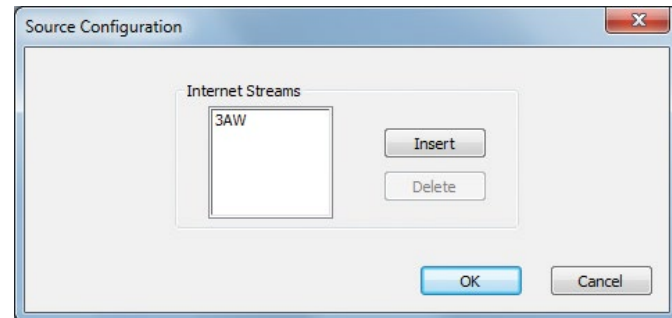 Source Configuration
Internet Streams
3AW
Insert
Delete
OK
Cancel